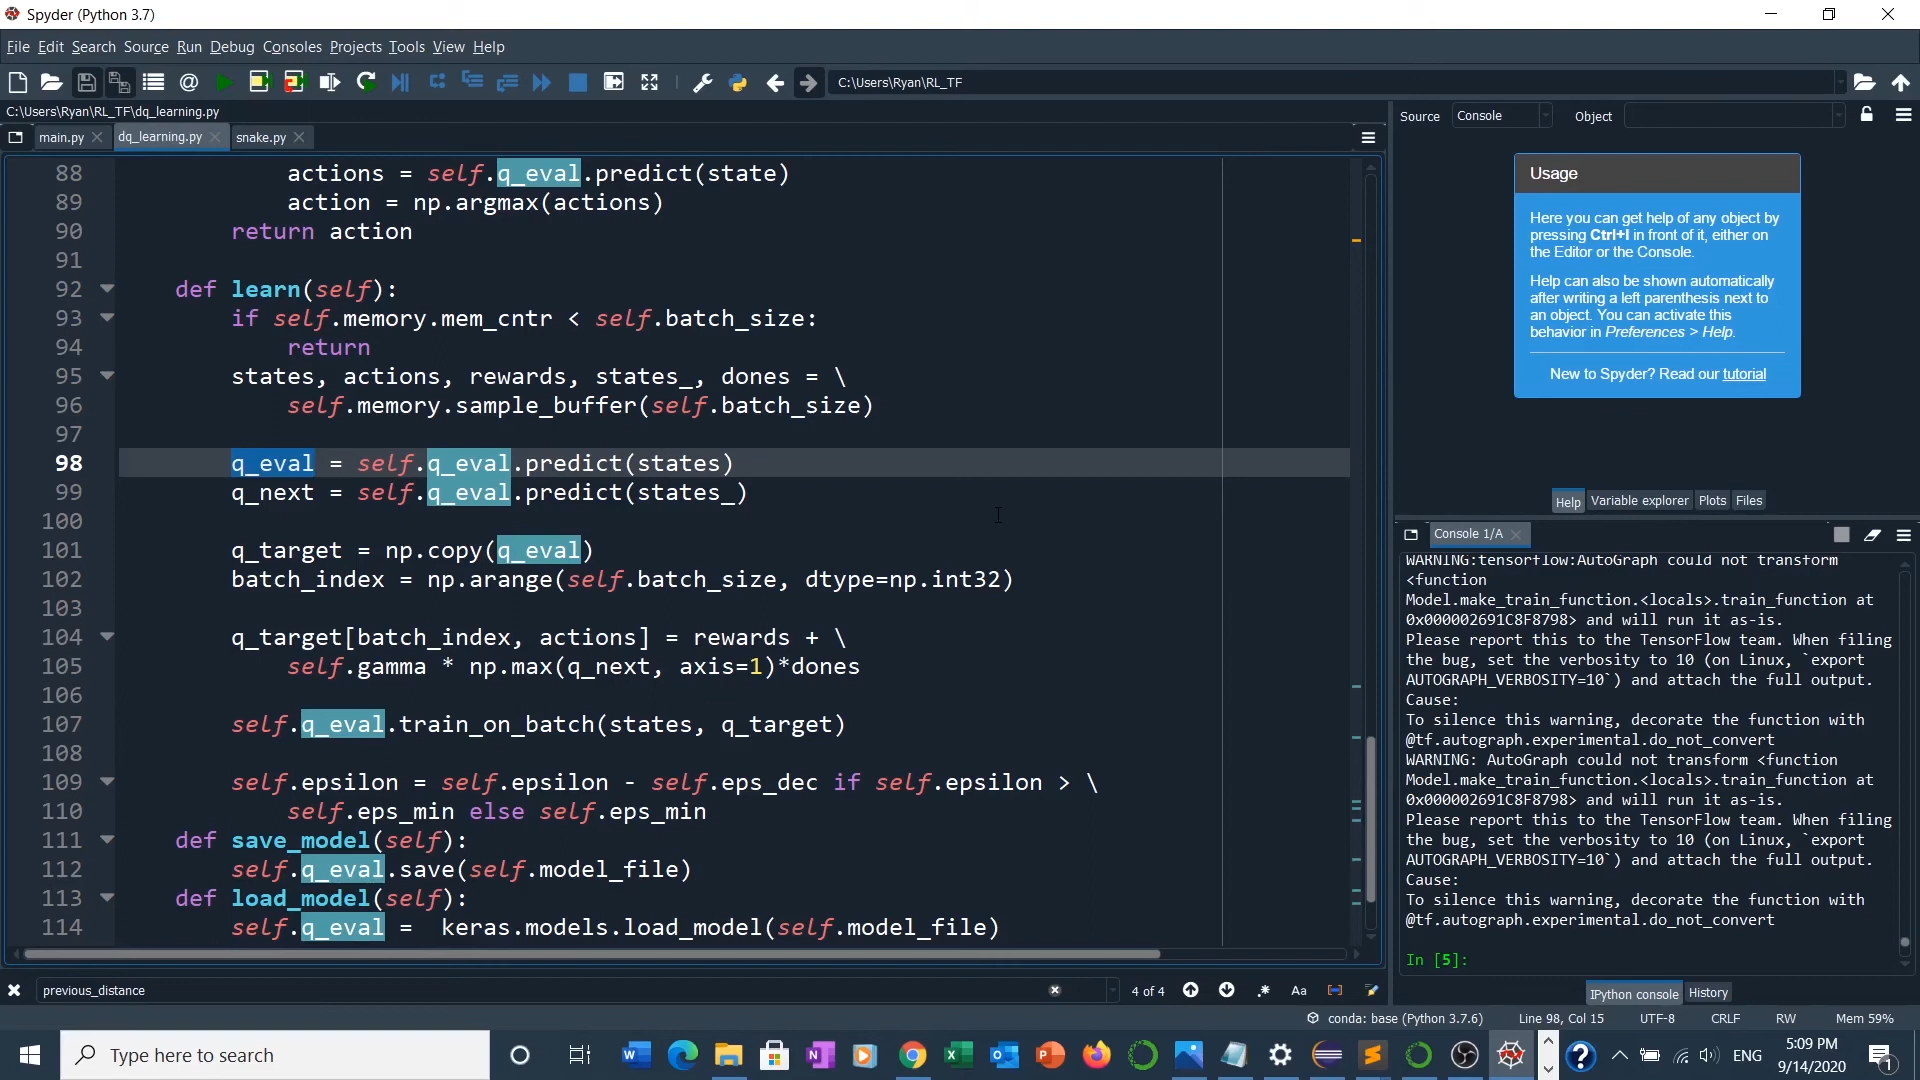 Spyder (Python 3.7)
File Edit Search Source Run Debug Consoles Projects Tools View Help
C:\Users\Ryan\RL_TF
C:\Users\Ryan\RL_TF\dq_learning.py
main.py dq_learning.py snake.py
88 actions = self.q_eval.predict(state)
89 action = np.argmax(actions)
90 return action
91
92 def learn(self):
93 if self.memory.mem_cntr < self.batch_size:
94 return
95 states, actions, rewards, states_, dones = \
96 self.memory.sample_buffer(self.batch_size)
97
98 q_eval = self.q_eval.predict(states)
99 q_next = self.q_eval.predict(states_)
100
101 q_target = np.copy(q_eval)
102 batch_index = np.arange(self.batch_size, dtype=np.int32)
103
104 q_target[batch_index, actions] = rewards + \
105 self.gamma * np.max(q_next, axis=1)*dones
106
107 self.q_eval.train_on_batch(states, q_target)
108
109 self.epsilon = self.epsilon - self.eps_dec if self.epsilon > \
110 self.eps_min else self.eps_min
111 def save_model(self):
112 self.q_eval.save(self.model_file)
113 def load_model(self):
114 self.q_eval = keras.models.load_model(self.model_file)
previous_distance
4 of 4
Aa
Source Console Object
Usage
Here you can get help of any object by
pressing Ctrl+I in front of it, either on
the Editor or the Console.
Help can also be shown automatically
after writing a left parenthesis next to
an object. You can activate this
behavior in Preferences > Help.
New to Spyder? Read our tutorial
Help Variable explorer Plots Files
Console 1/A
WARNING:tensorflow:AutoGraph could not transform
<function
Model.make_train_function.<locals>.train_function at
0x000002691C8F8798> and will run it as-is.
Please report this to the TensorFlow team. When filing
the bug, set the verbosity to 10 (on Linux, `export
AUTOGRAPH_VERBOSITY=10`) and attach the full output.
Cause:
To silence this warning, decorate the function with
@tf.autograph.experimental.do_not_convert
WARNING: AutoGraph could not transform <function
Model.make_train_function.<locals>.train_function at
0x000002691C8F8798> and will run it as-is.
Please report this to the TensorFlow team. When filing
the bug, set the verbosity to 10 (on Linux, `export
AUTOGRAPH_VERBOSITY=10`) and attach the full output.
Cause:
To silence this warning, decorate the function with
@tf.autograph.experimental.do_not_convert
In [5]:
IPython console History
conda: base (Python 3.7.6) Line 98, Col 15 UTF-8 CRLF RW Mem 59%
Type here to search
ENG
5:09 PM
9/14/2020
1